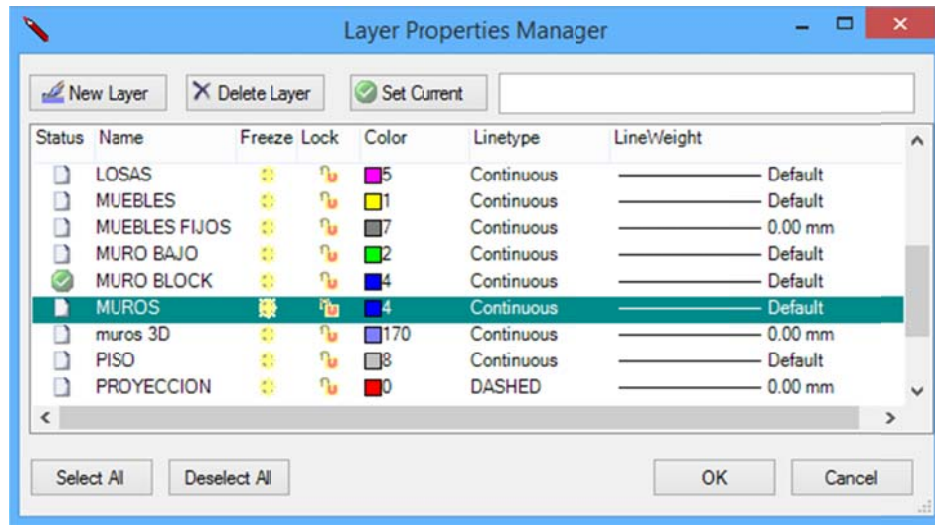 Layer Properties Manager
New Layer Delete Layer Set Current
Status Name Freeze Lock Color Linetype LineWeight
LOSAS 5 Continuous Default
MUEBLES 1 Continuous Default
MUEBLES FIJOS 7 Continuous 0.00 mm
MURO BAJO 2 Continuous Default
MURO BLOCK 4 Continuous Default
MUROS 4 Continuous Default
muros 3D 170 Continuous 0.00 mm
PISO 8 Continuous Default
PROYECCION 0 DASHED 0.00 mm
Select All Deselect All OK Cancel